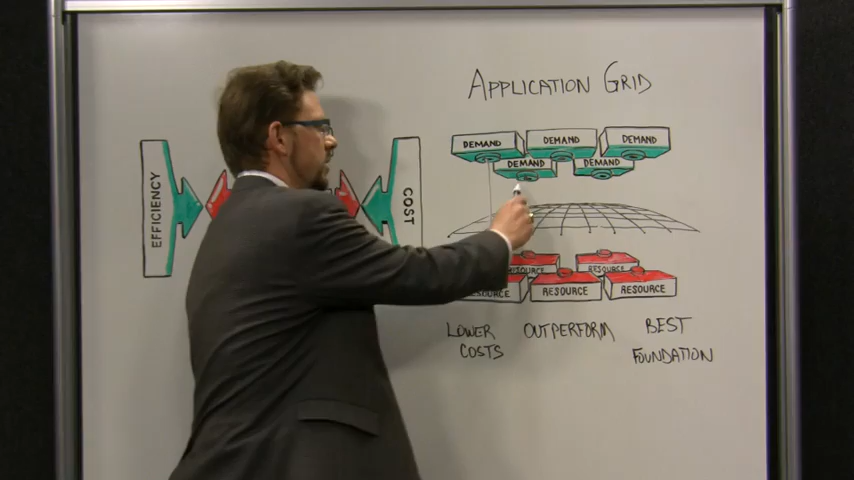 APPLICATION GRID
DEMAND DEMAND DEMAND
DEMAND DEMAND
EFFICIENCY
COST
RESOURCE RESOURCE
RESOURCE RESOURCE RESOURCE
LOWER COSTS
OUTPERFORM
BEST FOUNDATION